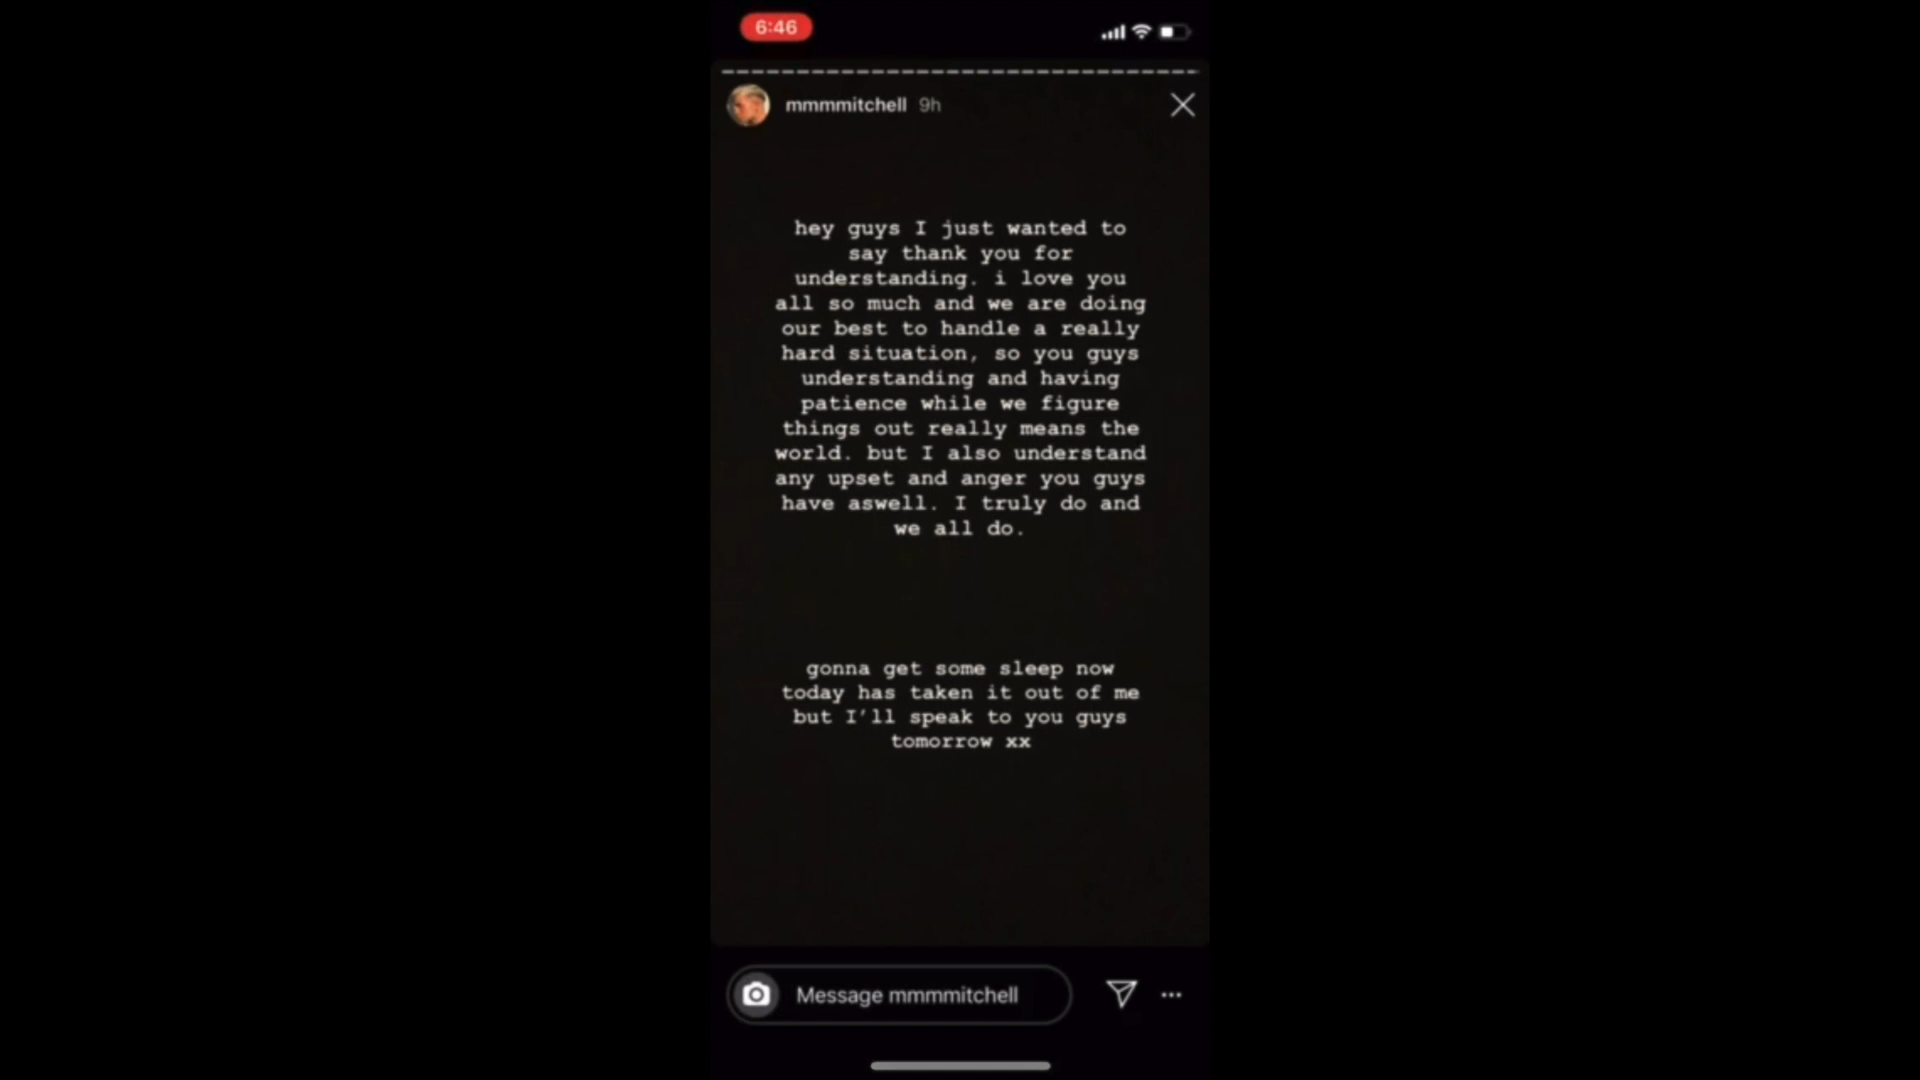 6:46
mmmmitchell 9h
hey guys I just wanted to
say thank you for
understanding. i love you
all so much and we are doing
our best to handle a really
hard situation, so you guys
understanding and having
patience while we figure
things out really means the
world. but I also understand
any upset and anger you guys
have aswell. I truly do and
we all do.
gonna get some sleep now
today has taken it out of me
but I'll speak to you guys
tomorrow xx
Message mmmmitchell